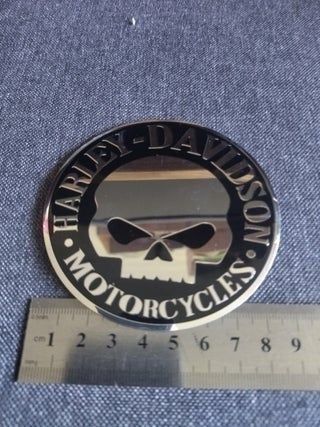 HARLEY-DAVIDSON
• MOTORCYCLES •
cm 1 2 3 4 5 6 7 8 9